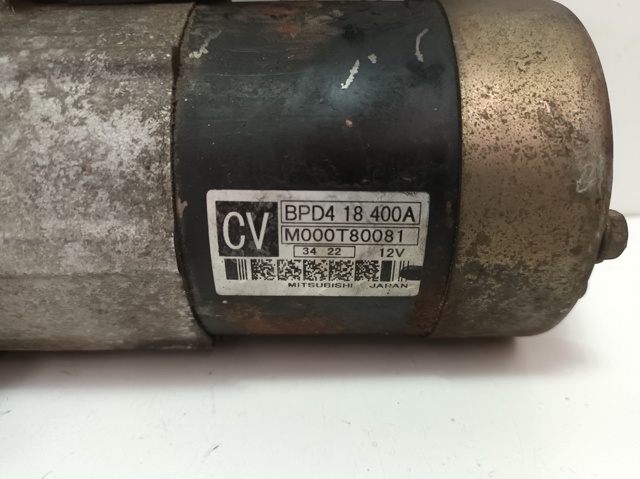 CV
BPD4 18 400A
M000T80081
34 22 12V
MITSUBISHI JAPAN